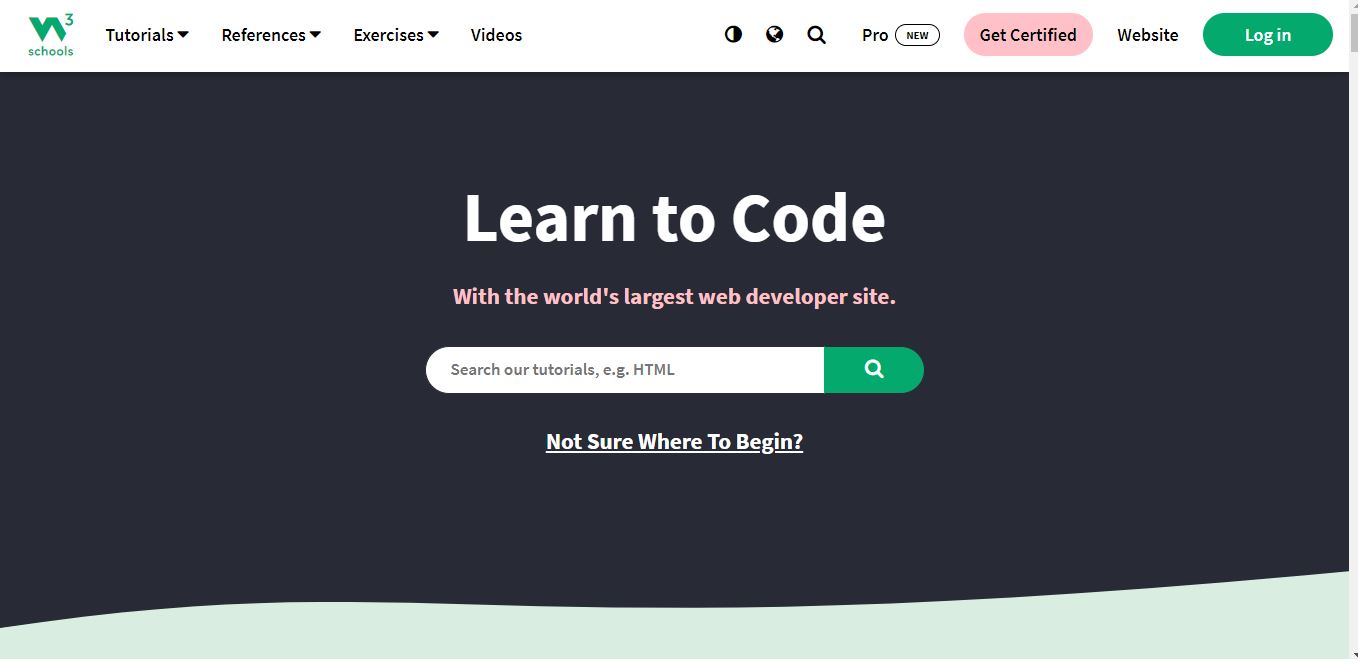 W3 schools
Tutorials References Exercises Videos Pro NEW Get Certified Website Log in
Learn to Code
With the world's largest web developer site.
Search our tutorials, e.g. HTML
Not Sure Where To Begin?